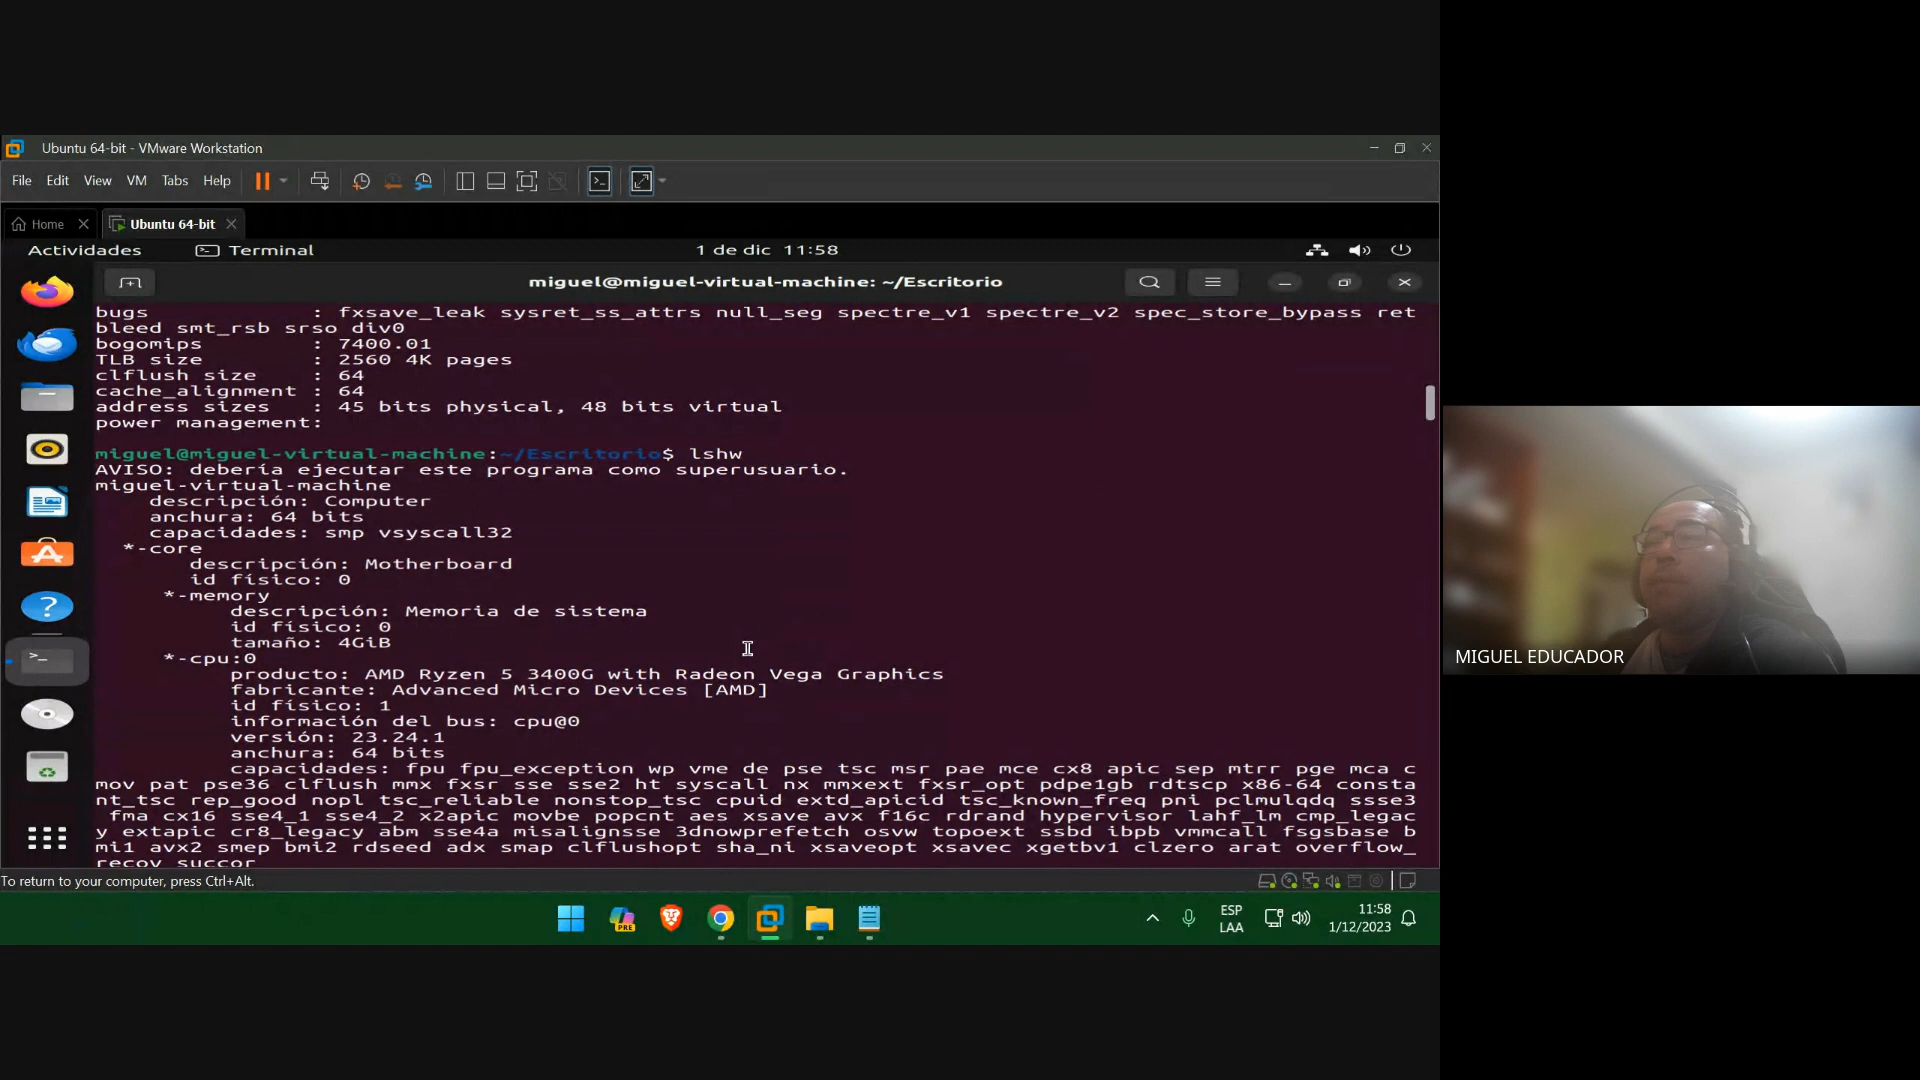 Ubuntu 64-bit - VMware Workstation
File Edit View VM Tabs Help
Home Ubuntu 64-bit
Actividades Terminal 1 de dic 11:58
miguel@miguel-virtual-machine: ~/Escritorio
bugs : fxsave_leak sysret_ss_attrs null_seg spectre_v1 spectre_v2 spec_store_bypass ret
bleed smt_rsb srso div0
bogomips : 7400.01
TLB size : 2560 4K pages
clflush size : 64
cache_alignment : 64
address sizes : 45 bits physical, 48 bits virtual
power management:
miguel@miguel-virtual-machine:~/Escritorio$ lshw
AVISO: debería ejecutar este programa como superusuario.
miguel-virtual-machine
descripción: Computer
anchura: 64 bits
capacidades: smp vsyscall32
*-core
descripción: Motherboard
id físico: 0
*-memory
descripción: Memoria de sistema
id físico: 0
tamaño: 4GiB
*-cpu:0
producto: AMD Ryzen 5 3400G with Radeon Vega Graphics
fabricante: Advanced Micro Devices [AMD]
id físico: 1
información del bus: cpu@0
versión: 23.24.1
anchura: 64 bits
capacidades: fpu fpu_exception wp vme de pse tsc msr pae mce cx8 apic sep mtrr pge mca c
mov pat pse36 clflush mmx fxsr sse sse2 ht syscall nx mmxext fxsr_opt pdpe1gb rdtscp x86-64 consta
nt_tsc rep_good nopl tsc_reliable nonstop_tsc cpuid extd_apicid tsc_known_freq pni pclmulqdq ssse3
fma cx16 sse4_1 sse4_2 x2apic movbe popcnt aes xsave avx f16c rdrand hypervisor lahf_lm cmp_legac
y extapic cr8_legacy abm sse4a misalignsse 3dnowprefetch osvw topoext ssbd ibpb vmmcall fsgsbase b
mi1 avx2 smep bmi2 rdseed adx smap clflushopt sha_ni xsaveopt xsavec xgetbv1 clzero arat overflow_
recov succor
To return to your computer, press Ctrl+Alt.
PRE
ESP
LAA
11:58
1/12/2023
MIGUEL EDUCADOR